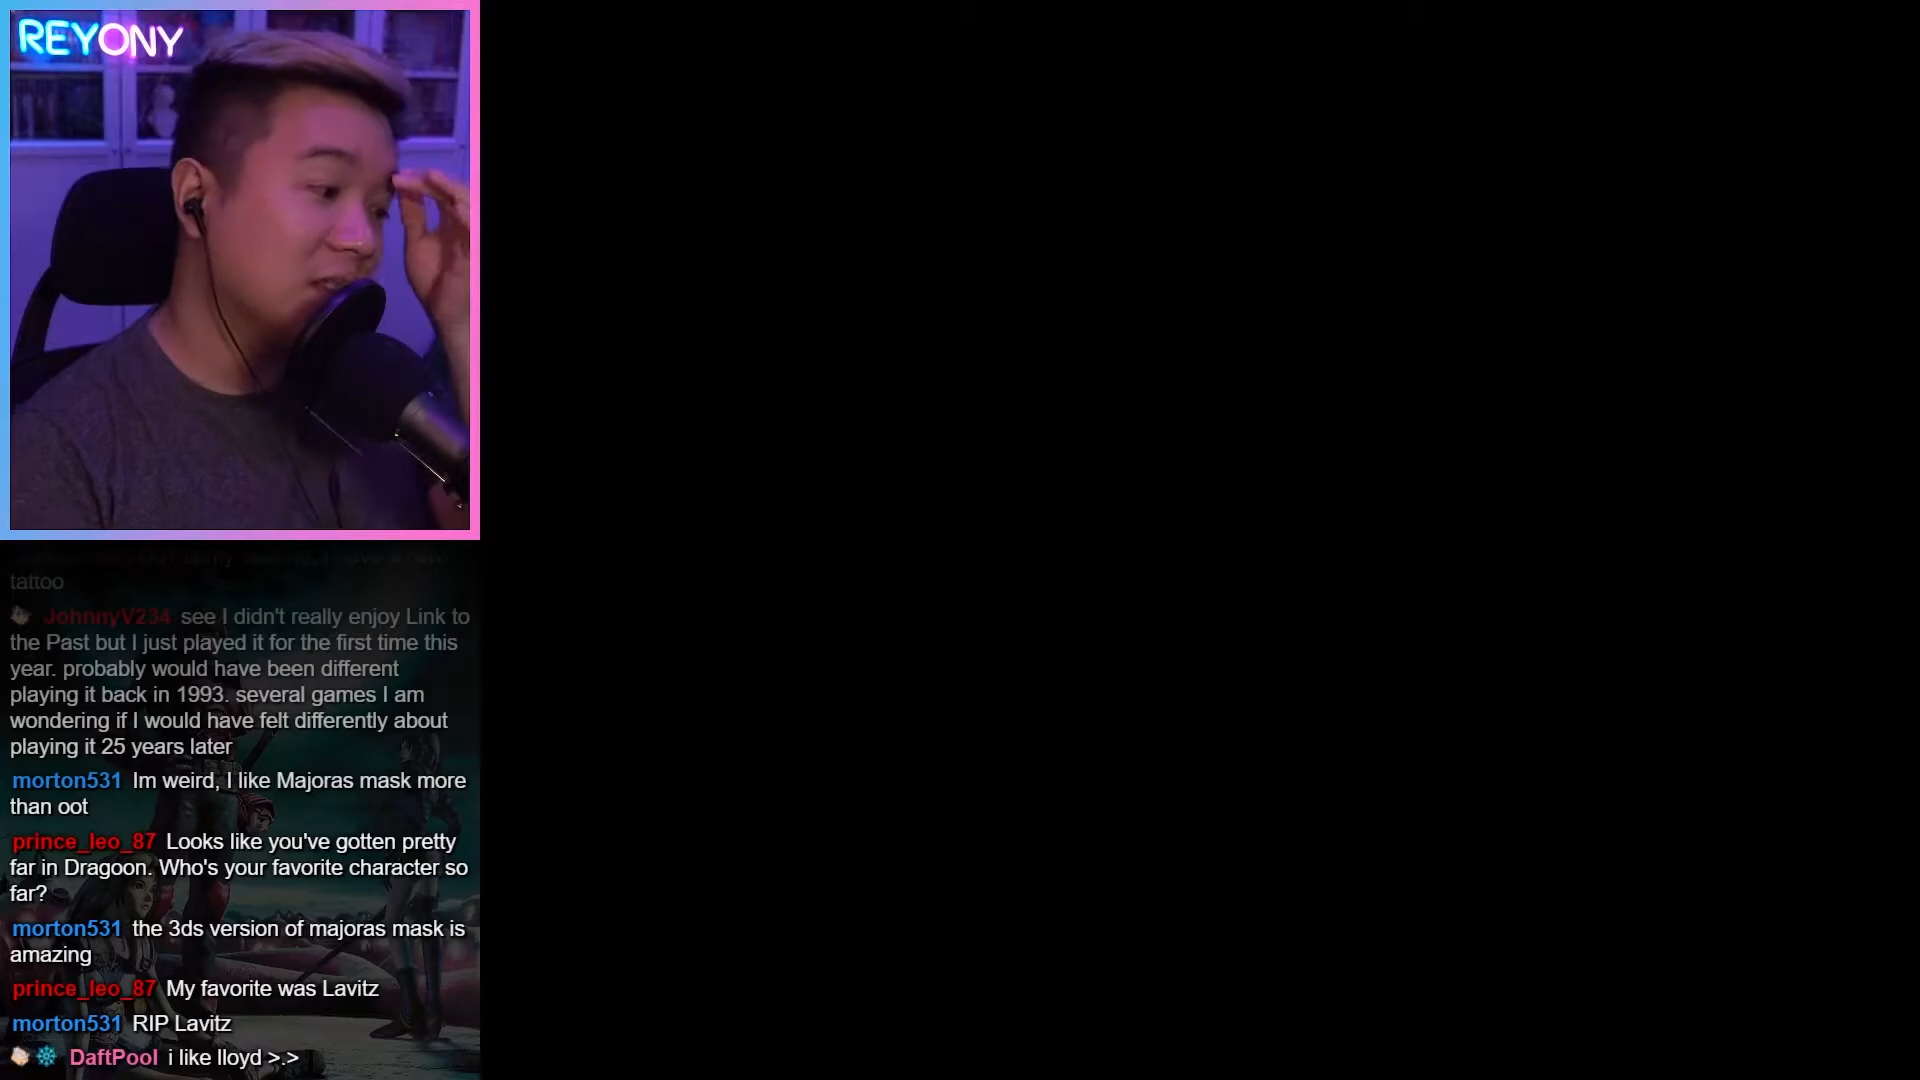 REYONY
tattoo
JohnnyV234 see I didn't really enjoy Link to
the Past but I just played it for the first time this
year. probably would have been different
playing it back in 1993. several games I am
wondering if I would have felt differently about
playing it 25 years later
morton531 Im weird, I like Majoras mask more
than oot
prince_leo_87 Looks like you've gotten pretty
far in Dragoon. Who's your favorite character so
far?
morton531 the 3ds version of majoras mask is
amazing
prince_leo_87 My favorite was Lavitz
morton531 RIP Lavitz
DaftPool i like lloyd >.>